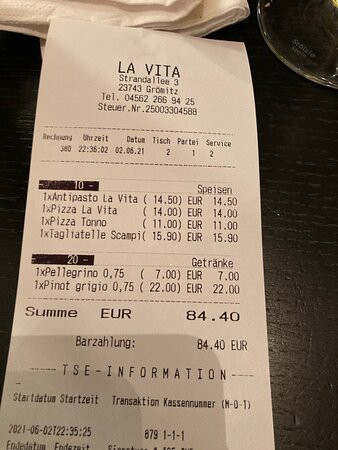 LA VITA
Strandallee 3
23743 Grömitz
Tel. 04562 266 94 25
Steuer.Nr.25003304588
Rechnung Uhrzeit Datum Tisch Partei Service
380 22:36:02 02.06.21 2 1 2
- 10 - Speisen
1xAntipasto La Vita ( 14.50) EUR 14.50
1xPizza La Vita ( 14.00) EUR 14.00
1xPizza Tonno ( 11.00) EUR 11.00
1xTagliatelle Scampi( 15.90) EUR 15.90
- 20 - Getränke
1xPellegrino 0,75 ( 7.00) EUR 7.00
1xPinot grigio 0,75 ( 22.00) EUR 22.00
Summe EUR 84.40
Barzahlung: 84.40 EUR
TSE-INFORMATION
Startdatum Startzeit Transaktion Kassennummer (M-O-T)
2021-06-02T22:35:25 879 1-1-1
Endedatum Endezeit